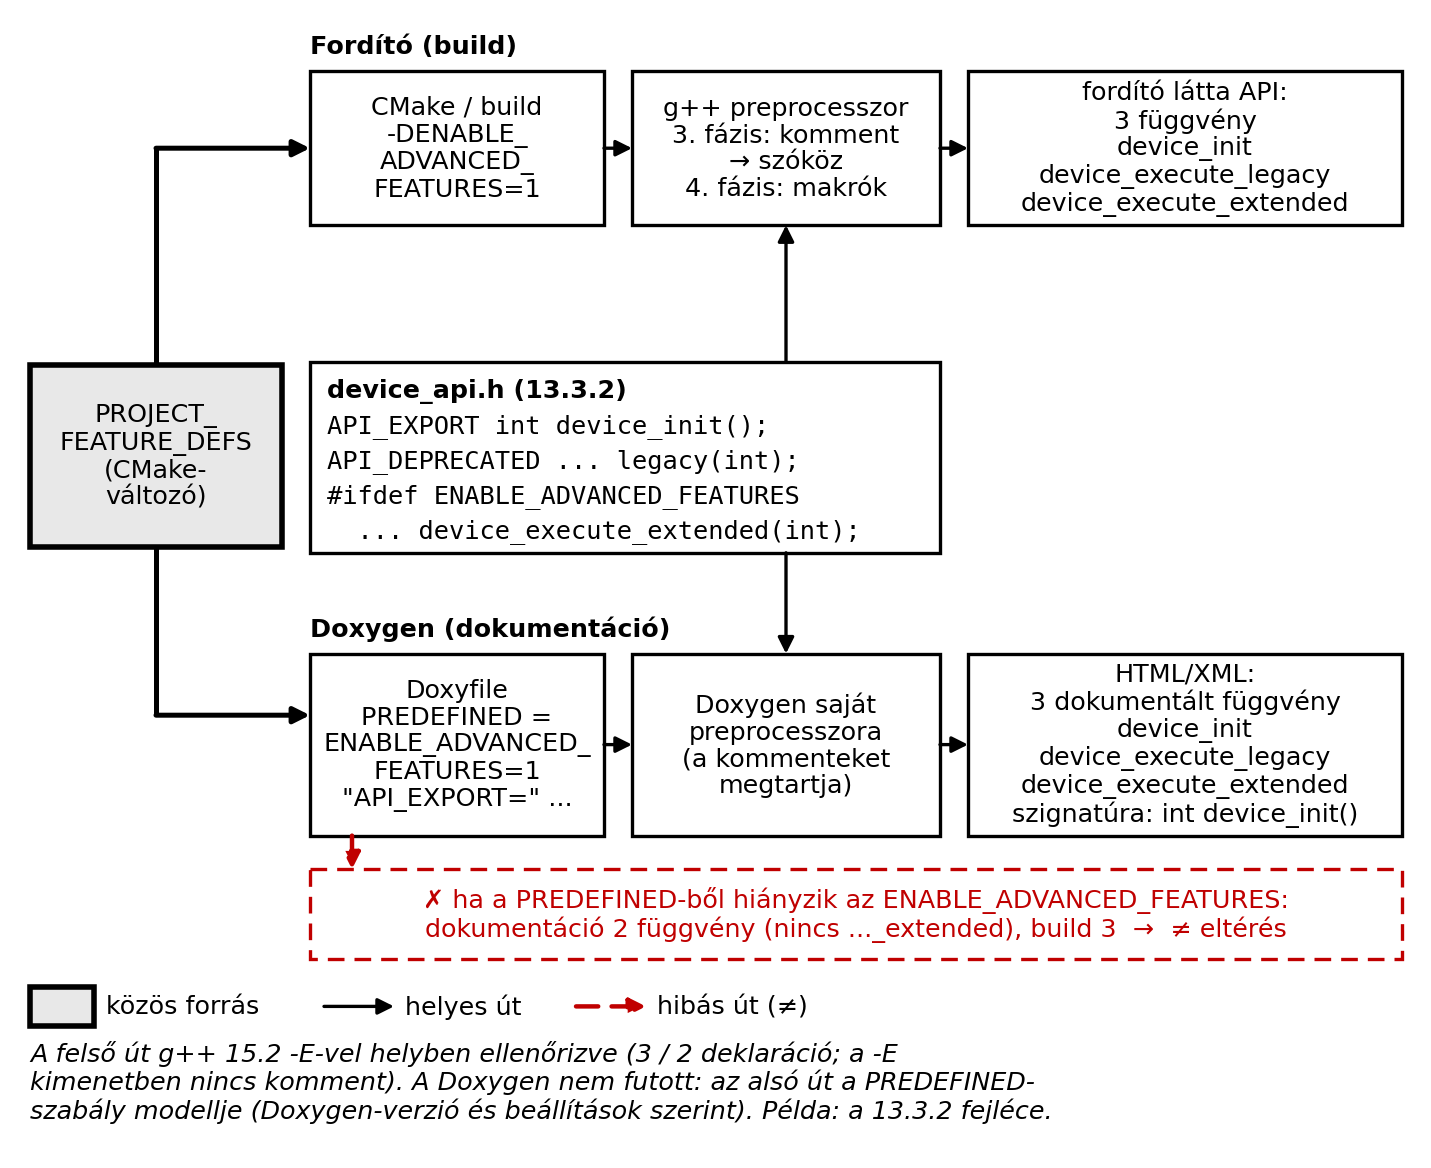 Fordító (build)
CMake / build
-DENABLE_
ADVANCED_
FEATURES=1
g++ preprocesszor
3. fázis: komment
→ szóköz
4. fázis: makrók
fordító látta API:
3 függvény
device_init
device_execute_legacy
device_execute_extended
PROJECT_
FEATURE_DEFS
(CMake-
változó)
device_api.h (13.3.2)
API_EXPORT int device_init();
API_DEPRECATED ... legacy(int);
#ifdef ENABLE_ADVANCED_FEATURES
  ... device_execute_extended(int);
Doxygen (dokumentáció)
Doxyfile
PREDEFINED =
ENABLE_ADVANCED_
FEATURES=1
"API_EXPORT=" ...
Doxygen saját
preprocesszora
(a kommenteket
megtartja)
HTML/XML:
3 dokumentált függvény
device_init
device_execute_legacy
device_execute_extended
szignatúra: int device_init()
✗ ha a PREDEFINED-ből hiányzik az ENABLE_ADVANCED_FEATURES:
dokumentáció 2 függvény (nincs ..._extended), build 3 → ≠ eltérés
közös forrás
helyes út
hibás út (≠)
A felső út g++ 15.2 -E-vel helyben ellenőrizve (3 / 2 deklaráció; a -E
kimenetben nincs komment). A Doxygen nem futott: az alsó út a PREDEFINED-
szabály modellje (Doxygen-verzió és beállítások szerint). Példa: a 13.3.2 fejléce.